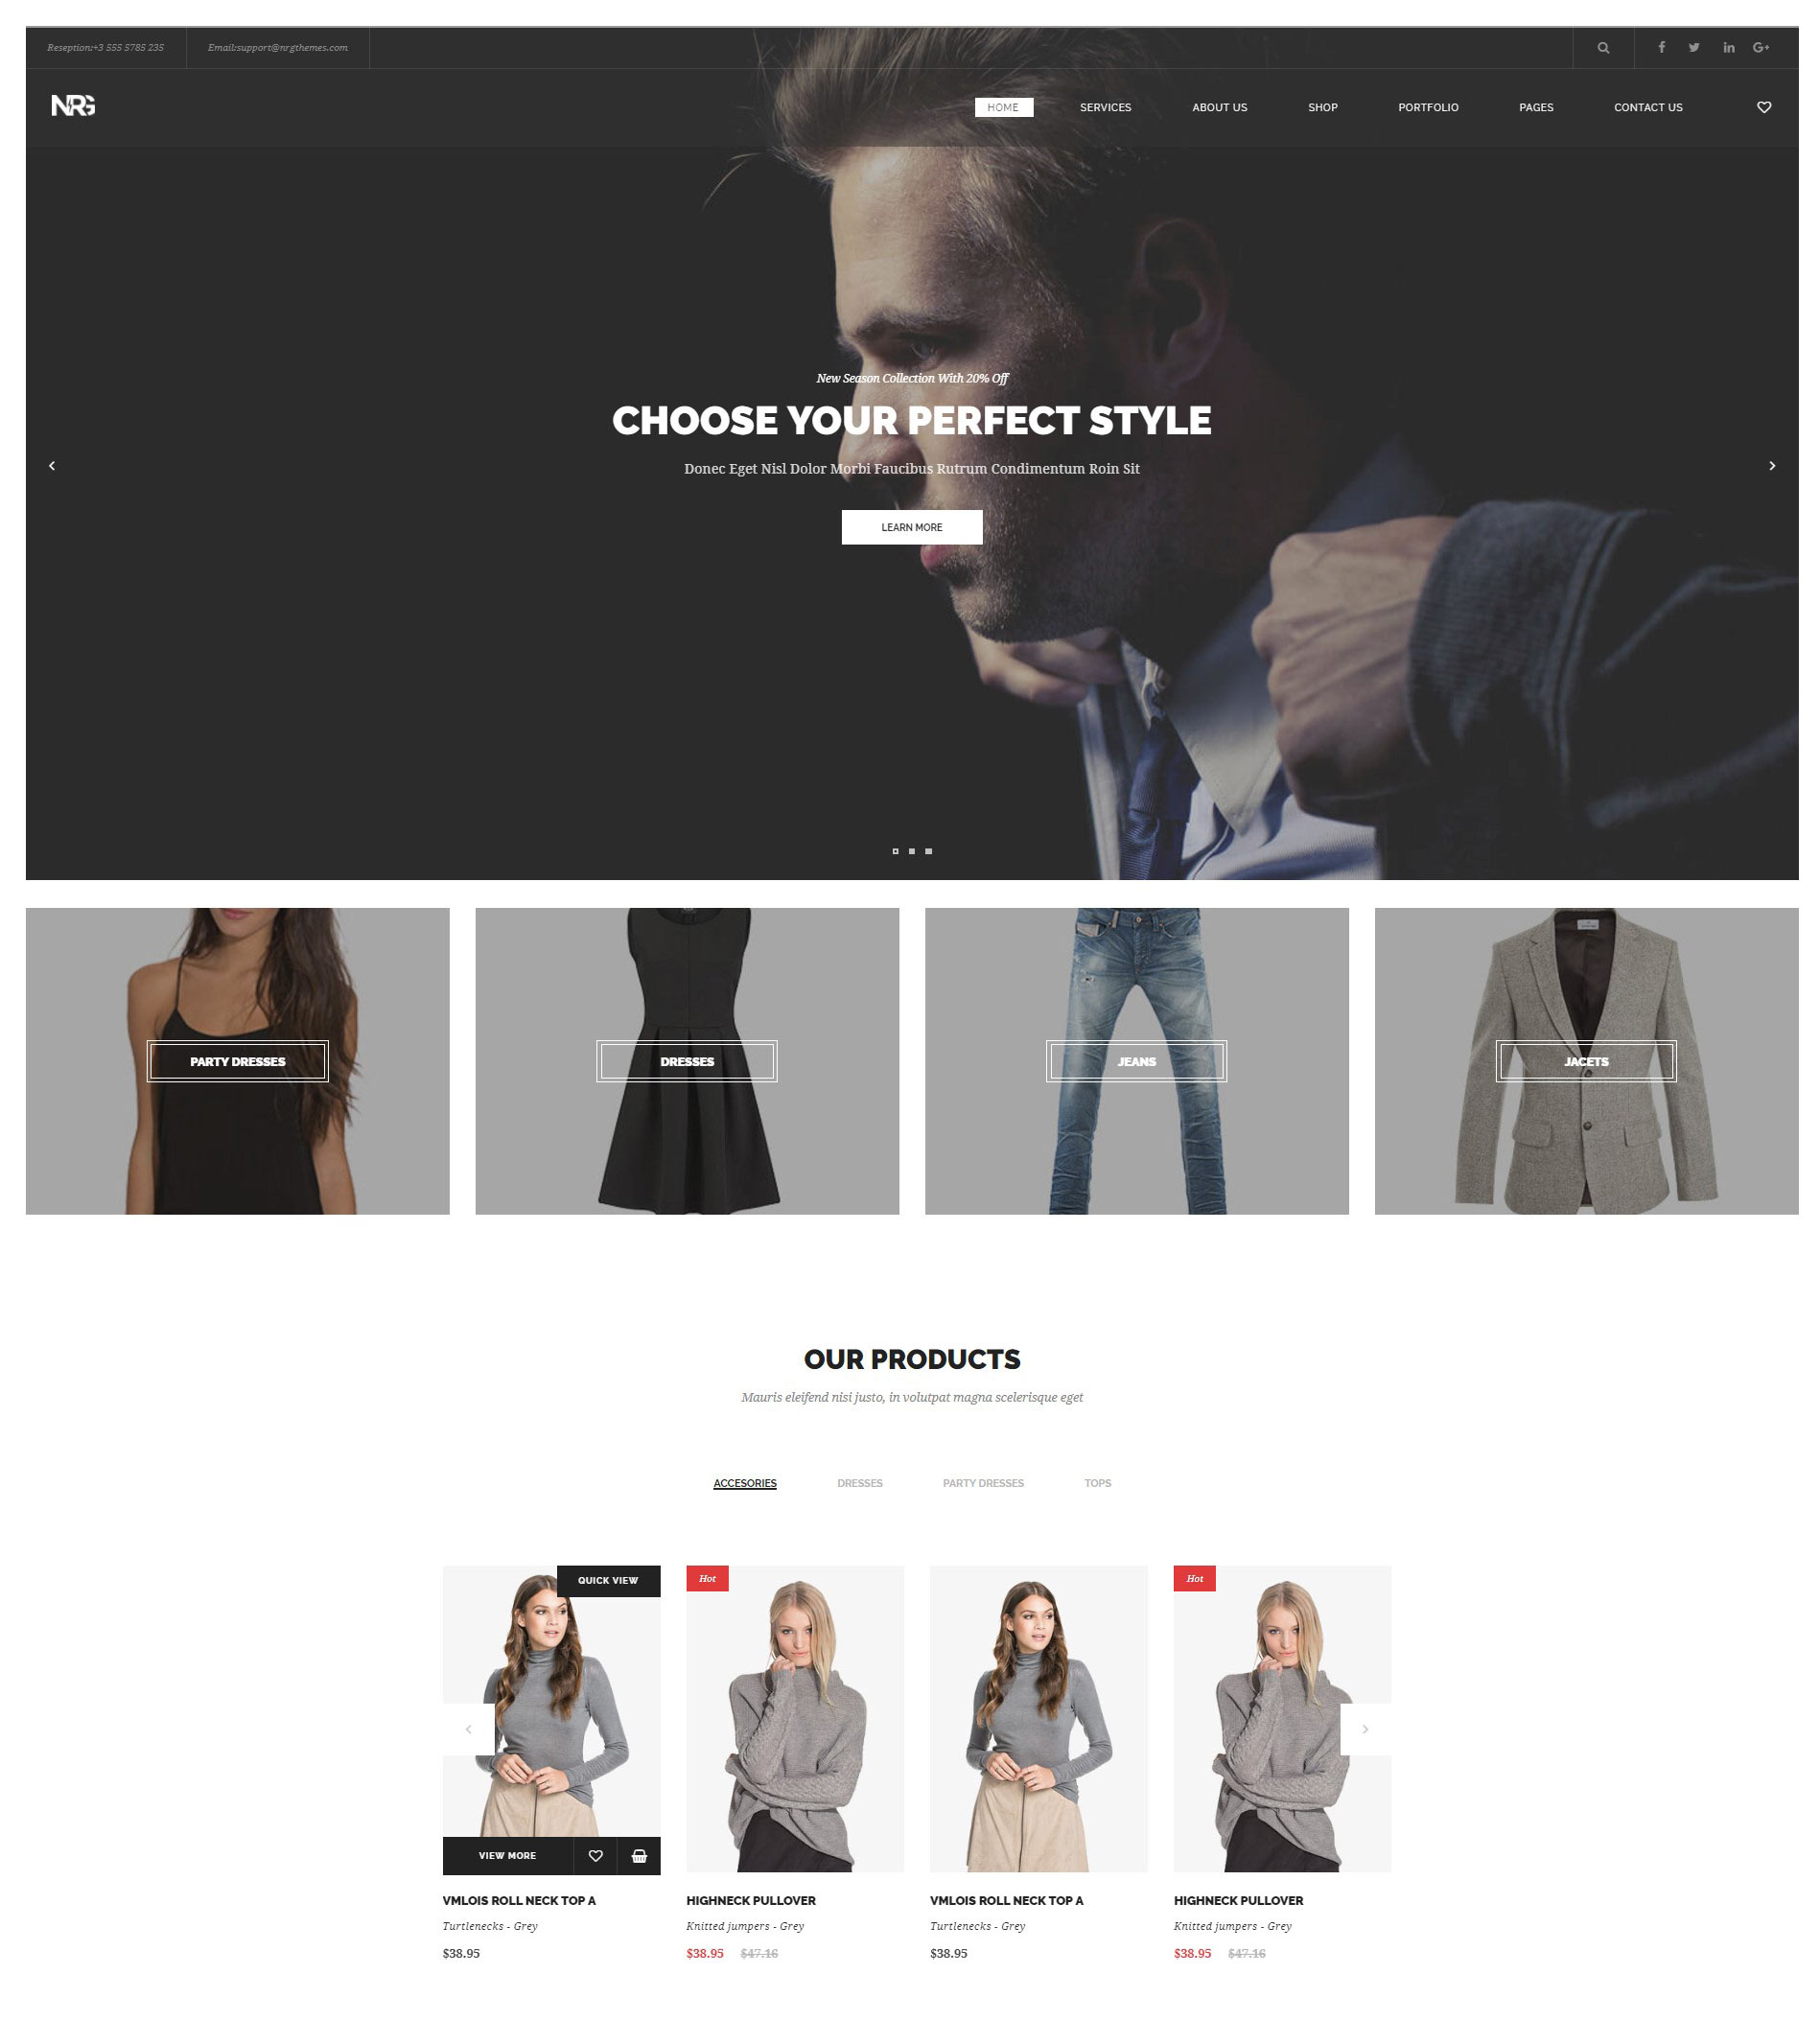 Reseption:+3 555 5785 235
Email:support@nrgthemes.com
NRG
HOME
SERVICES
ABOUT US
SHOP
PORTFOLIO
PAGES
CONTACT US
New Season Collection With 20% Off
CHOOSE YOUR PERFECT STYLE
Donec Eget Nisl Dolor Morbi Faucibus Rutrum Condimentum Roin Sit
LEARN MORE
PARTY DRESSES
DRESSES
JEANS
JACETS
OUR PRODUCTS
Mauris eleifend nisi justo, in volutpat magna scelerisque eget
ACCESORIES
DRESSES
PARTY DRESSES
TOPS
QUICK VIEW
Hot
Hot
VIEW MORE
VMLOIS ROLL NECK TOP A
Turtlenecks - Grey
$38.95
HIGHNECK PULLOVER
Knitted jumpers - Grey
$38.95 $47.16
VMLOIS ROLL NECK TOP A
Turtlenecks - Grey
$38.95
HIGHNECK PULLOVER
Knitted jumpers - Grey
$38.95 $47.16